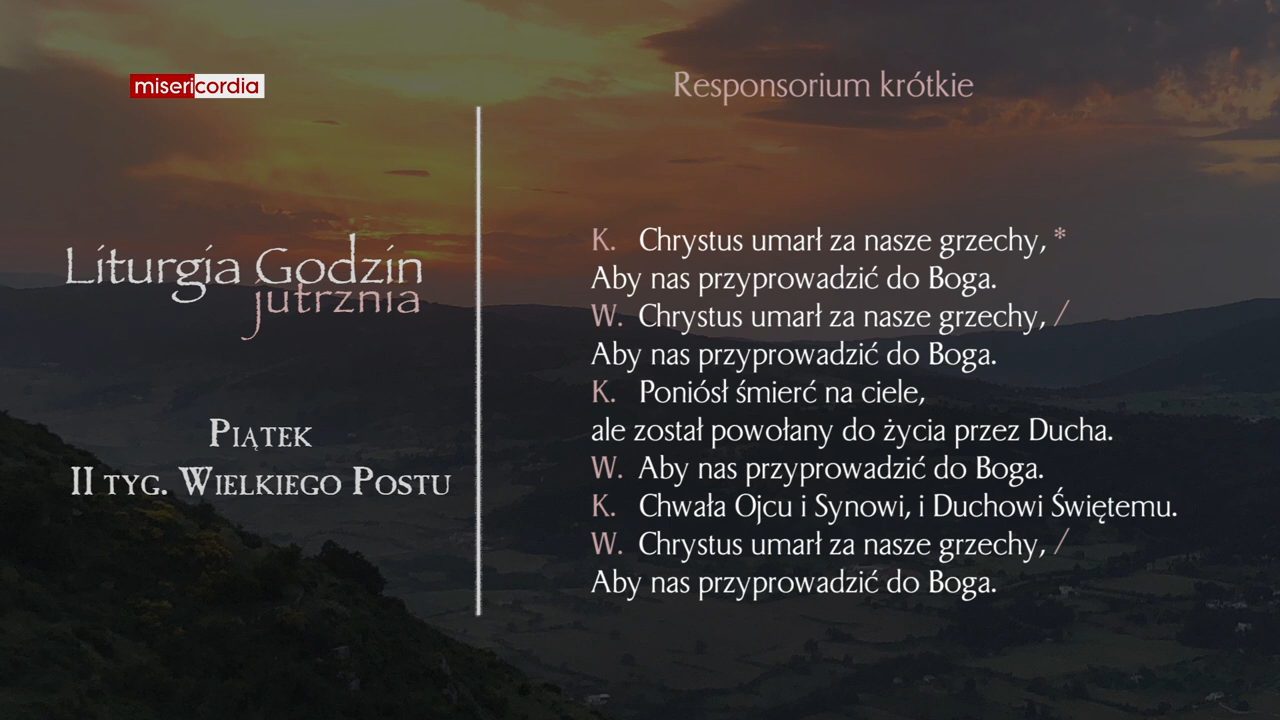 misericordia
Liturgia Godzin
jutrznia
Piątek
II tyg. Wielkiego Postu
Responsorium krótkie
K. Chrystus umarł za nasze grzechy, *
Aby nas przyprowadzić do Boga.
W. Chrystus umarł za nasze grzechy, /
Aby nas przyprowadzić do Boga.
K. Poniósł śmierć na ciele,
ale został powołany do życia przez Ducha.
W. Aby nas przyprowadzić do Boga.
K. Chwała Ojcu i Synowi, i Duchowi Świętemu.
W. Chrystus umarł za nasze grzechy, /
Aby nas przyprowadzić do Boga.